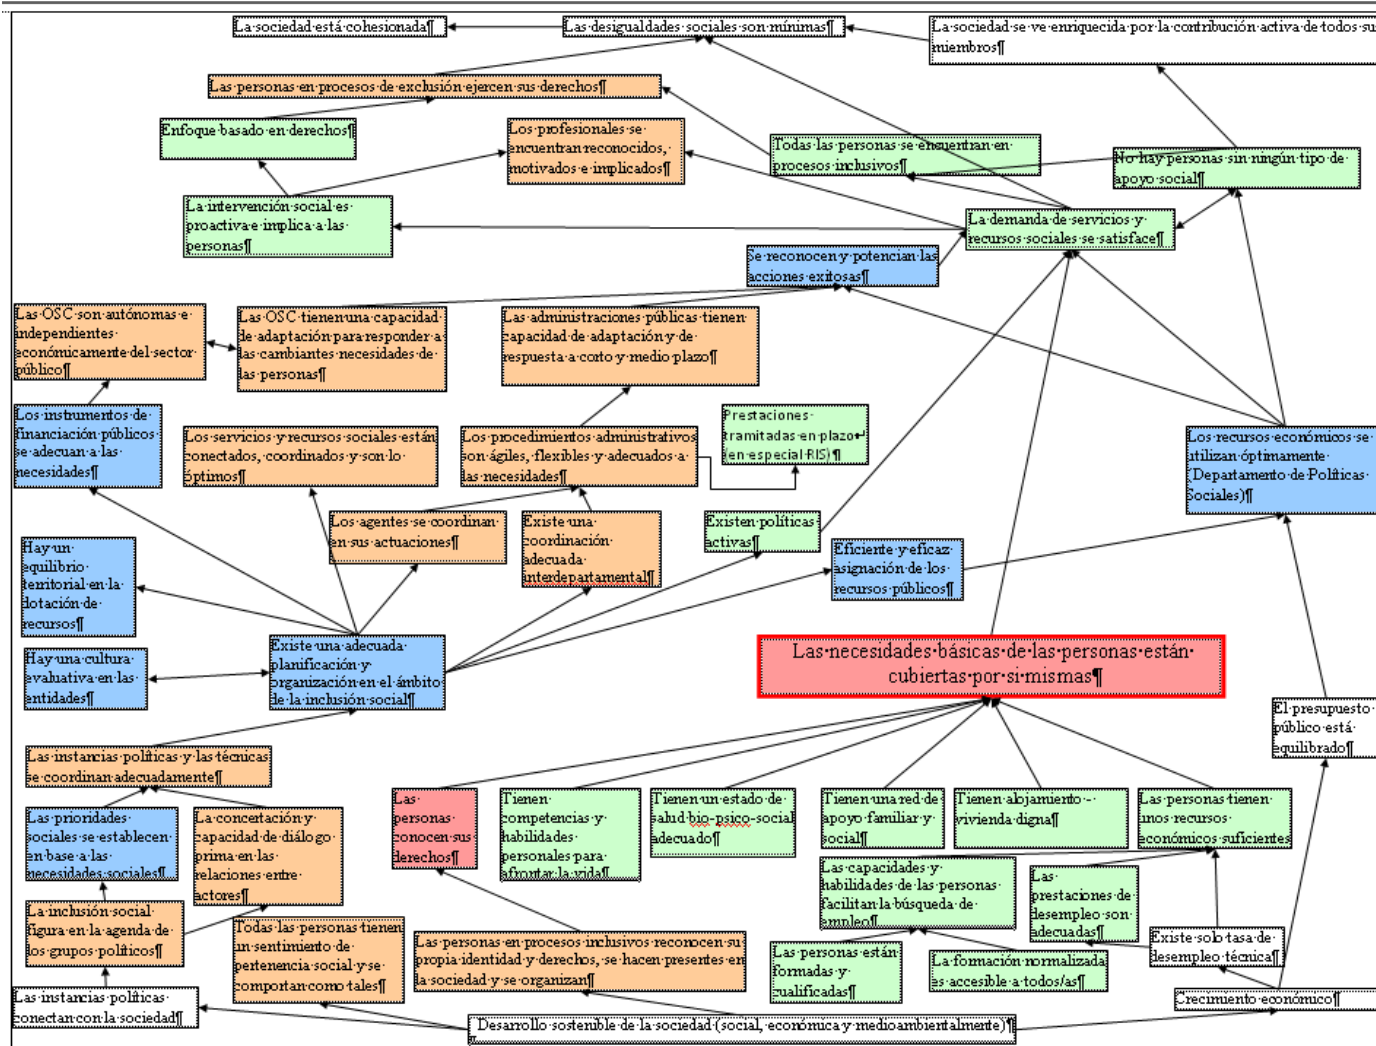 La sociedad está cohesionada¶
Las desigualdades sociales son mínimas¶
La sociedad se ve enriquecida por la contribución activa de todos
miembros¶
Las personas en procesos de exclusión ejercen sus derechos¶
Enfoque basado en derechos¶
Los profesionales se
encuentran reconocidos,
motivados e implicados¶
Todas las personas se encuentran en
procesos inclusivos¶
No hay personas sin ningún tipo de
apoyo social¶
La intervención social es
proactiva e implica a las
personas¶
La demanda de servicios y
recursos sociales se satisface¶
Se reconocen y potencian las
acciones exitosas¶
Las OSC son autónomas e
independientes
económicamente del sector
público¶
Las OSC tienen una capacidad
de adaptación para responder a
las cambiantes necesidades de
las personas¶
Las administraciones públicas tienen
capacidad de adaptación y de
respuesta a corto y medio plazo¶
Los instrumentos de
financiación públicos
se adecuan a las
necesidades¶
Los servicios y recursos sociales están
conectados, coordinados y son lo
óptimos¶
Los procedimientos administrativos
son ágiles, flexibles y adecuados a
las necesidades¶
Prestaciones
tramitadas en plazo↵
(en especial RIS)¶
Los recursos económicos se
utilizan óptimamente
(Departamento de Políticas
Sociales)¶
Los agentes se coordinan
en sus actuaciones¶
Existe una
coordinación
adecuada
interdepartamental¶
Existen políticas
activas¶
Eficiente y eficaz
asignación de los
recursos públicos¶
Hay un
equilibrio
territorial en la
dotación de
recursos¶
Existe una adecuada
planificación y
organización en el ámbito
de la inclusión social¶
Hay una cultura
evaluativa en las
entidades¶
Las necesidades básicas de las personas están
cubiertas por si mismas¶
El presupuesto
público está
equilibrado¶
Las instancias políticas y las técnicas
se coordinan adecuadamente¶
Las prioridades
sociales se establecen
en base a las
necesidades sociales¶
La concertación y
capacidad de diálogo
prima en las
relaciones entre
actores¶
Las
personas
conocen sus
derechos¶
Tienen
competencias y
habilidades
personales para
afrontar la vida¶
Tienen un estado de
salud bio-psico-social
adecuado¶
Tienen una red de
apoyo familiar y
social¶
Tienen alojamiento -
vivienda digna¶
Las personas tienen
unos recursos
económicos suficientes
Las capacidades y
habilidades de las personas
facilitan la búsqueda de
empleo¶
Las
prestaciones de
desempleo son
adecuadas¶
La inclusión social
figura en la agenda de
los grupos políticos¶
Todas las personas tienen
un sentimiento de
pertenencia social y se
comportan como tales¶
Las personas en procesos inclusivos reconocen su
propia identidad y derechos, se hacen presentes en
la sociedad y se organizan¶
Las personas están
formadas y
cualificadas¶
La formación normalizada
es accesible a todos/as¶
Existe solo tasa de
desempleo técnica¶
Las instancias políticas
conectan con la sociedad¶
Crecimiento económico¶
Desarrollo sostenible de la sociedad (social, económica y medioambientalmente)¶
¶